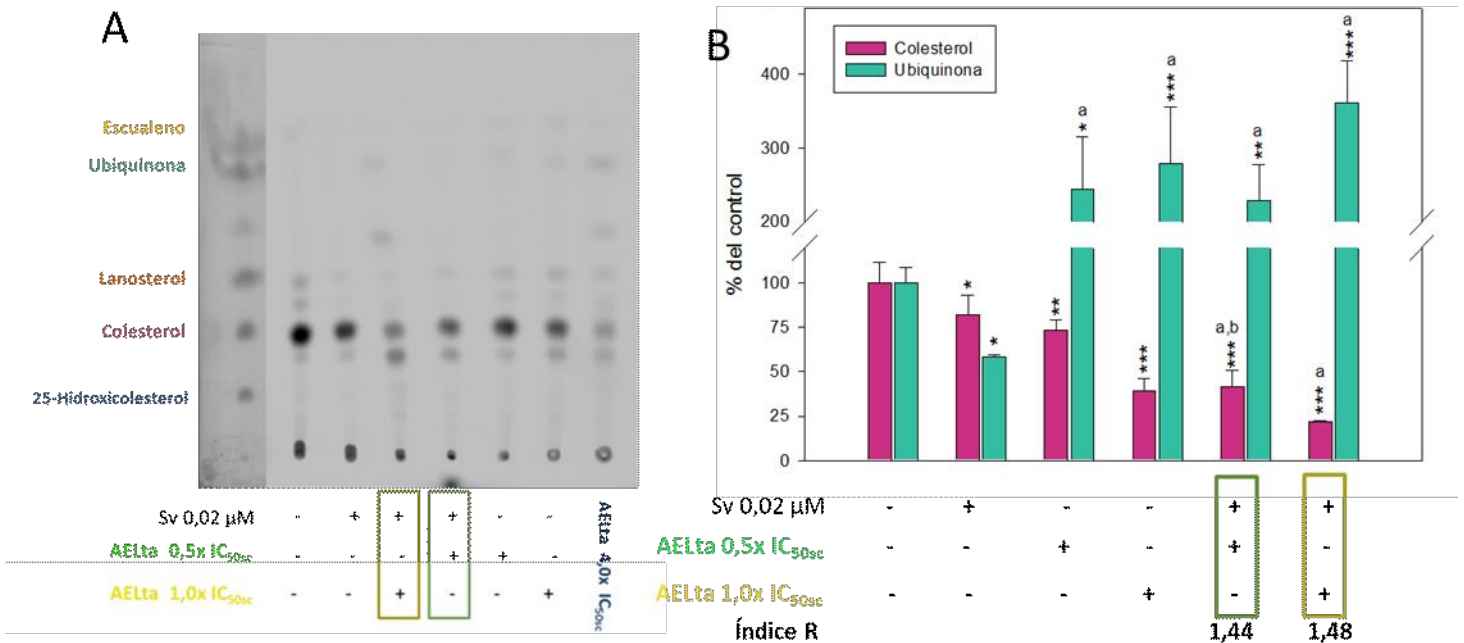 A
Escualeno
Ubiquinona
Lanosterol
Colesterol
25-Hidroxicolesterol
Sv 0,02 µM - + + + - -
AELta 0,5x IC50sc - - - + + -
AELta 1,0x IC50sc - - + - - +
AELta 4,0x IC50sc
B
Colesterol
Ubiquinona
% del control
400
300
200
100
75
50
25
0
* * ** * a *** *** a a,b *** ** a a *** *** a
Sv 0,02 µM - + - - + +
AELta 0,5x IC50sc - - + - + -
AELta 1,0x IC50sc - - - + - +
Índice R 1,44 1,48